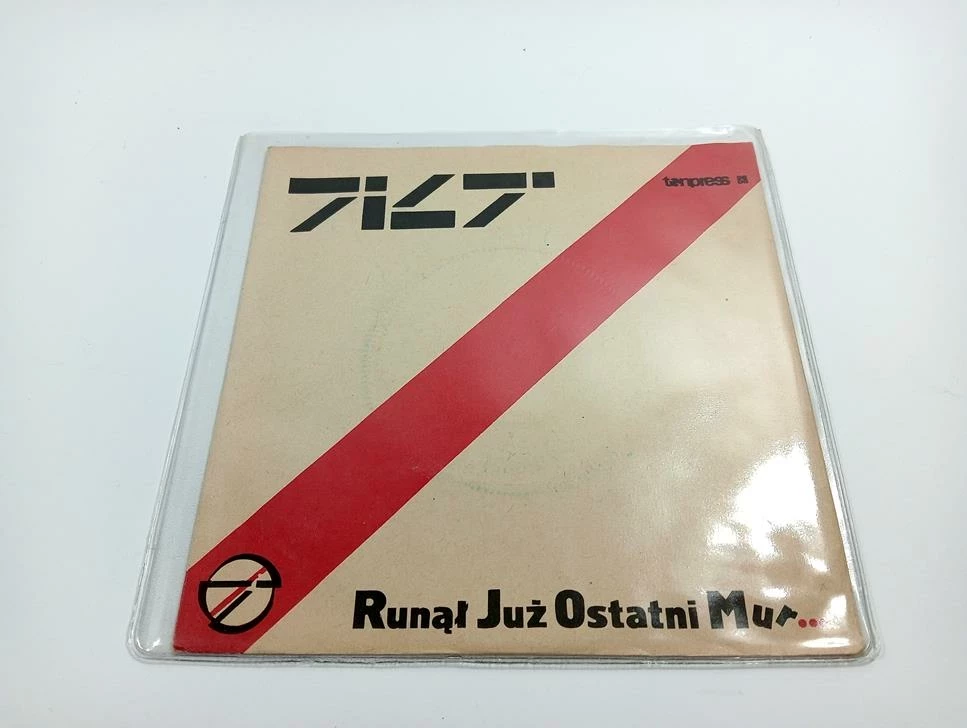 TILT
tonpress
Runął Już Ostatni Mur...